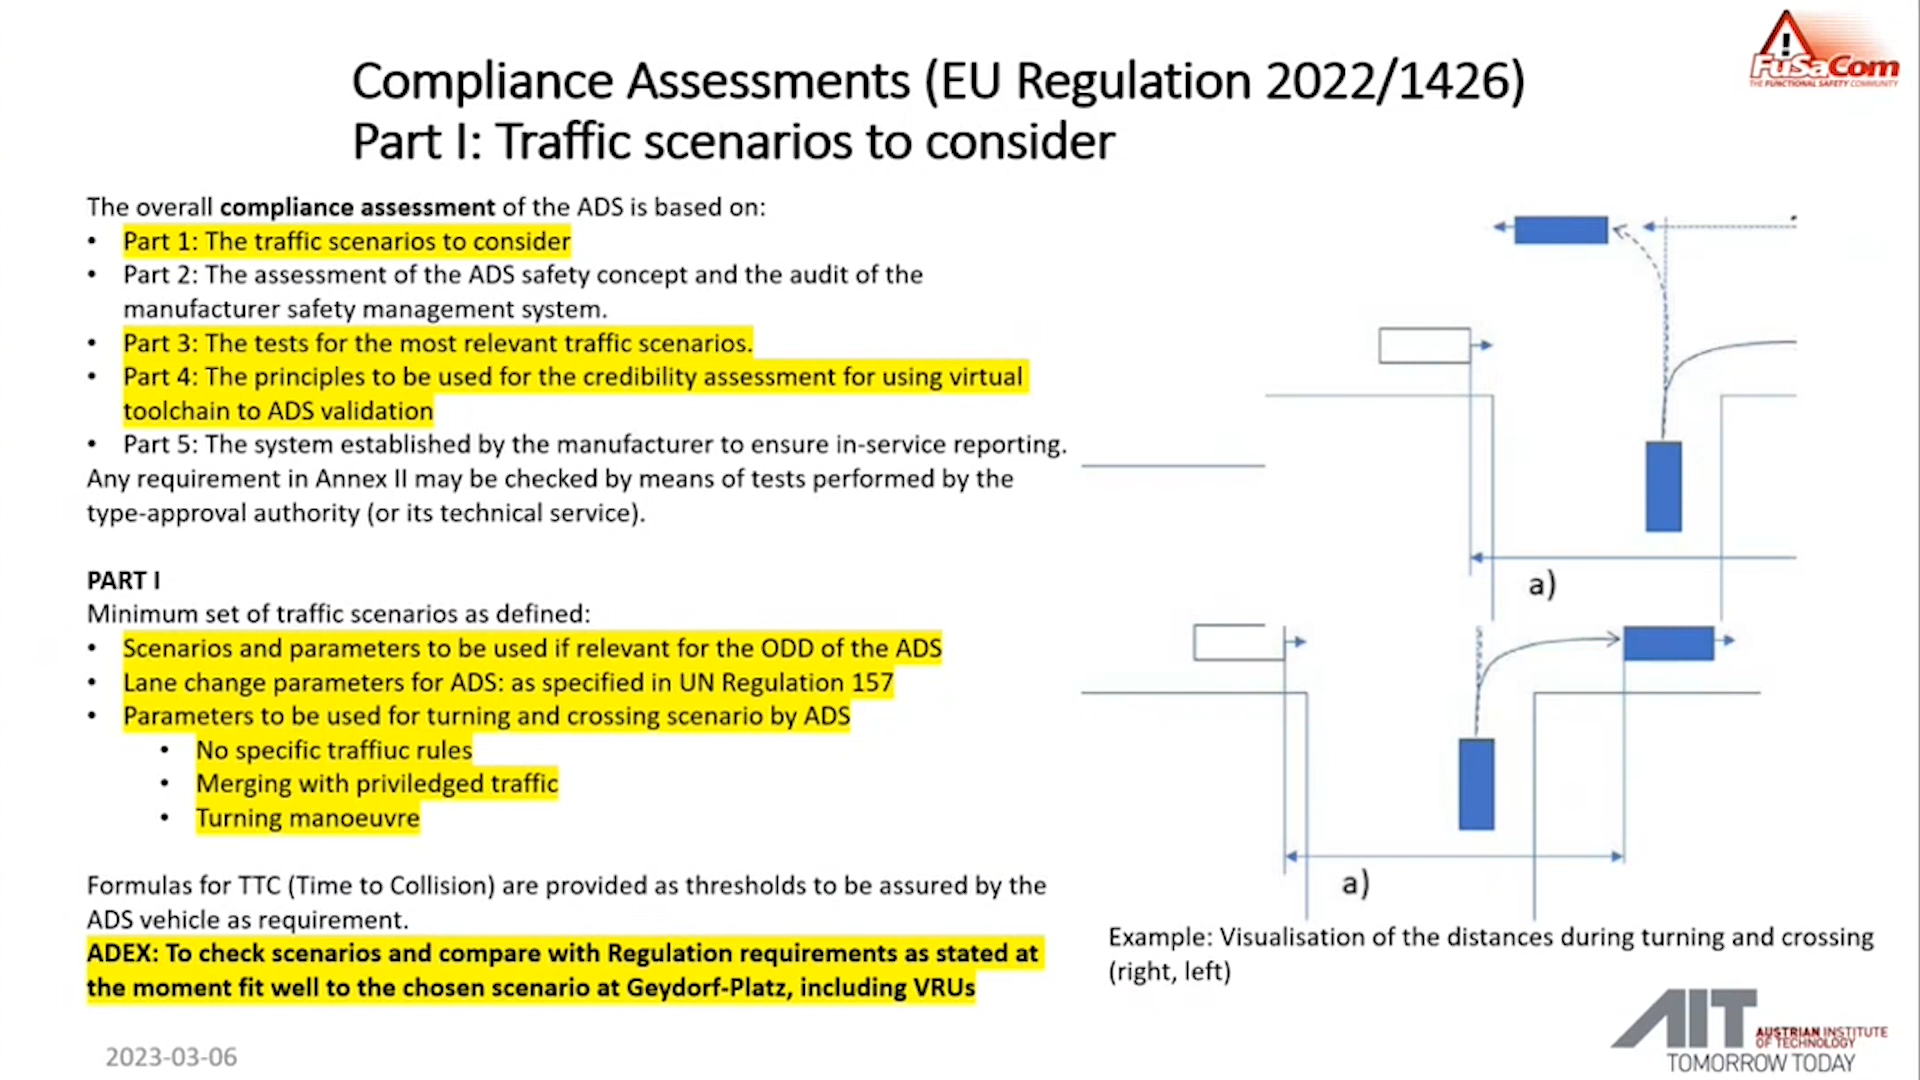 FuSaCom
THE FUNCTIONAL SAFETY COMMUNITY
Compliance Assessments (EU Regulation 2022/1426)
Part I: Traffic scenarios to consider
The overall compliance assessment of the ADS is based on:
• Part 1: The traffic scenarios to consider
• Part 2: The assessment of the ADS safety concept and the audit of the
manufacturer safety management system.
• Part 3: The tests for the most relevant traffic scenarios.
• Part 4: The principles to be used for the credibility assessment for using virtual
toolchain to ADS validation
• Part 5: The system established by the manufacturer to ensure in-service reporting.
Any requirement in Annex II may be checked by means of tests performed by the
type-approval authority (or its technical service).
PART I
Minimum set of traffic scenarios as defined:
• Scenarios and parameters to be used if relevant for the ODD of the ADS
• Lane change parameters for ADS: as specified in UN Regulation 157
• Parameters to be used for turning and crossing scenario by ADS
• No specific traffiuc rules
• Merging with priviledged traffic
• Turning manoeuvre
Formulas for TTC (Time to Collision) are provided as thresholds to be assured by the
ADS vehicle as requirement.
ADEX: To check scenarios and compare with Regulation requirements as stated at
the moment fit well to the chosen scenario at Geydorf-Platz, including VRUs
a)
a)
Example: Visualisation of the distances during turning and crossing
(right, left)
2023-03-06
AIT
AUSTRIAN INSTITUTE
OF TECHNOLOGY
TOMORROW TODAY